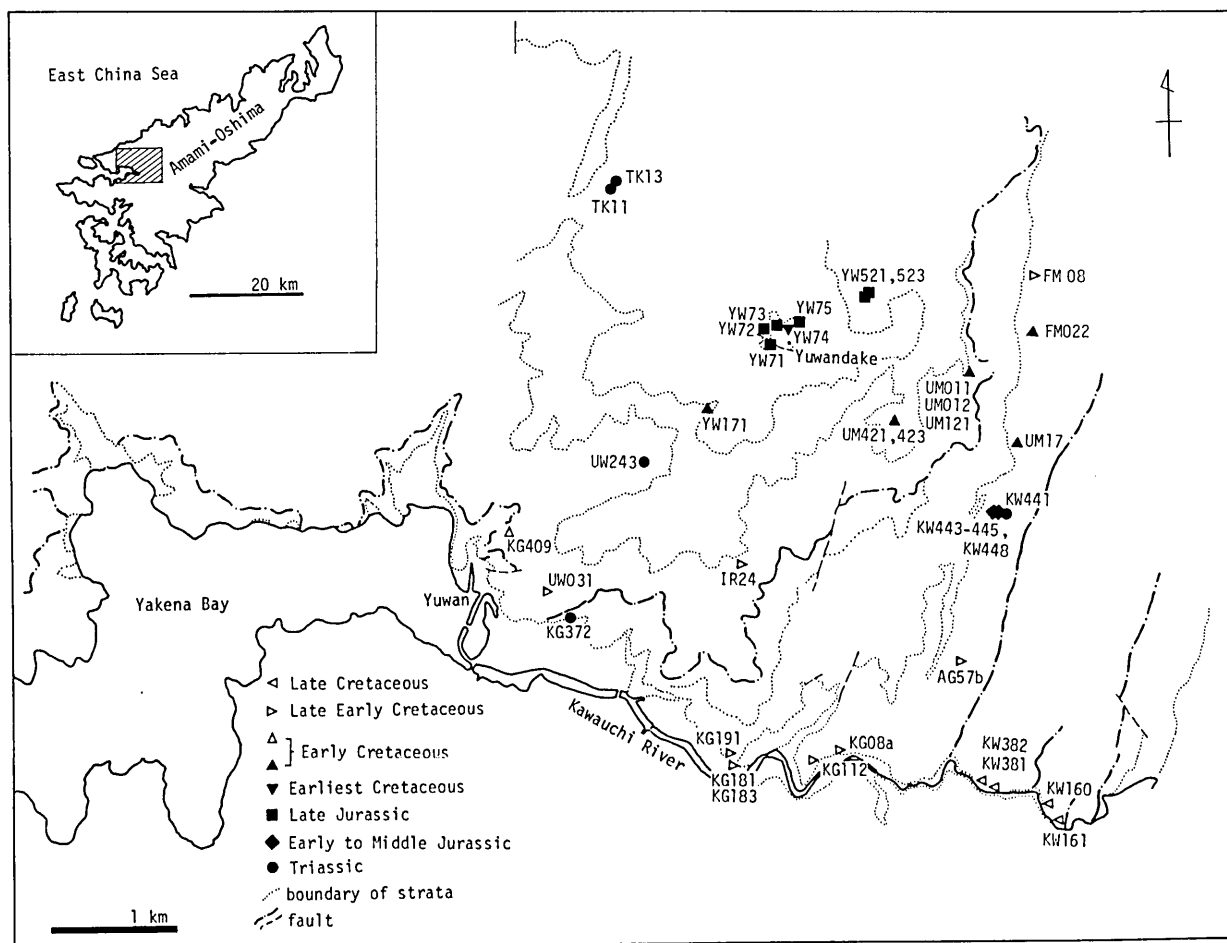 East China Sea
Amami-Oshima
20 km
TK13
TK11
YW521,523
FM 08
YW73
YW75
YW72
YW74
FM022
YW71
Yuwandake
UM011
UM012
UM121
YW171
UM421,423
UM17
UW243
KW441
KW443-445,
KW448
KG409
IR24
UW031
Yakena Bay
Yuwan
KG372
AG57b
Late Cretaceous
Late Early Cretaceous
Kawauchi River
Early Cretaceous
KG191
KG08a
KW382
KW381
KG181
KG183
KG112
Earliest Cretaceous
KW160
Late Jurassic
KW161
Early to Middle Jurassic
Triassic
boundary of strata
fault
1 km